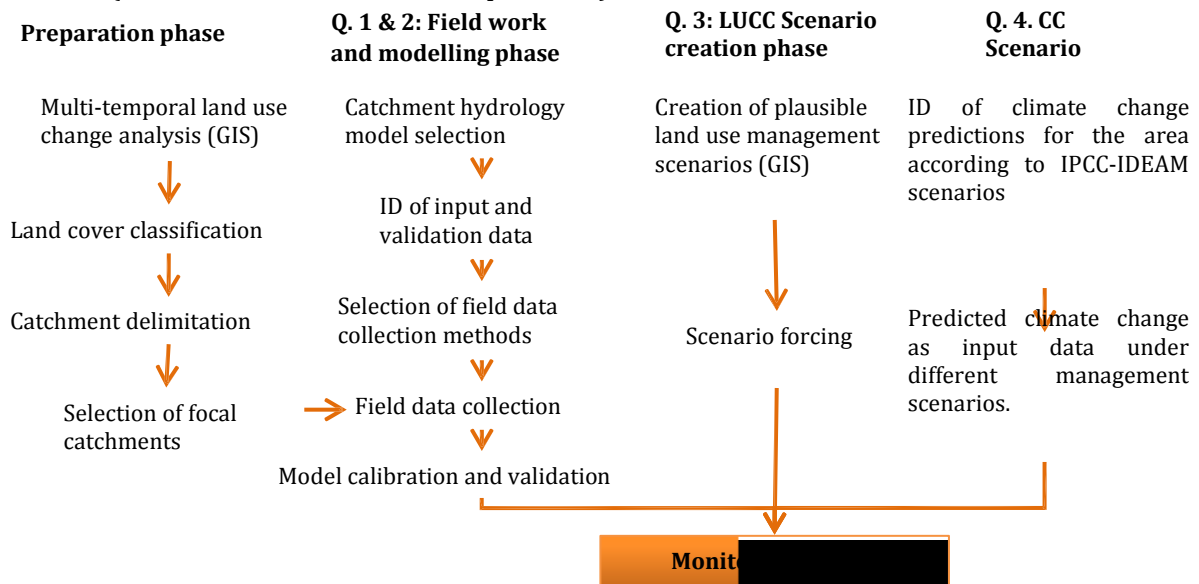 Preparation phase
Q. 1 & 2: Field work
and modelling phase
Q. 3: LUCC Scenario
creation phase
Q. 4. CC
Scenario
Multi-temporal land use
change analysis (GIS)
Land cover classification
Catchment delimitation
Selection of focal
catchments
Catchment hydrology
model selection
ID of input and
validation data
Selection of field data
collection methods
Field data collection
Model calibration and validation
Creation of plausible
land use management
scenarios (GIS)
Scenario forcing
ID of climate change
predictions for the area
according to IPCC-IDEAM
scenarios
Predicted climate change
as input data under
different management
scenarios.